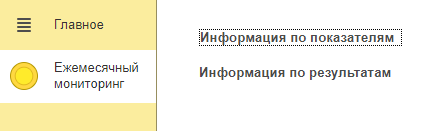 Главное
Ежемесячный
мониторинг
Информация по показателям
Информация по результатам